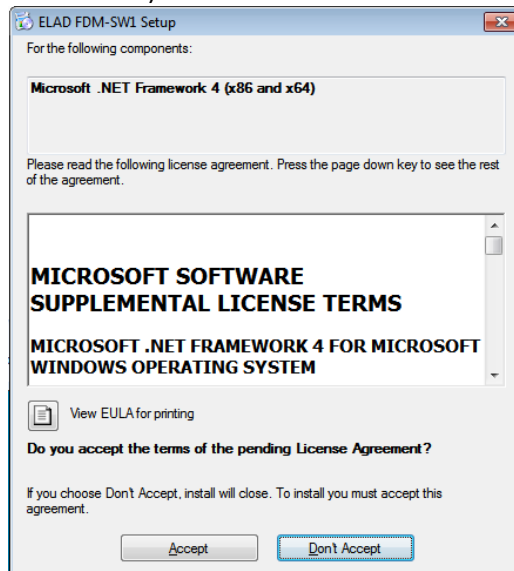 ELAD FDM-SW1 Setup
For the following components:
Microsoft .NET Framework 4 (x86 and x64)
Please read the following license agreement. Press the page down key to see the rest
of the agreement.
MICROSOFT SOFTWARE
SUPPLEMENTAL LICENSE TERMS
MICROSOFT .NET FRAMEWORK 4 FOR MICROSOFT
WINDOWS OPERATING SYSTEM
View EULA for printing
Do you accept the terms of the pending License Agreement?
If you choose Don't Accept, install will close. To install you must accept this
agreement.
Accept
Don't Accept